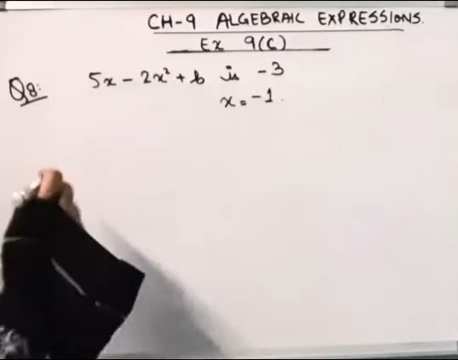 CH-9 ALGEBRAIC EXPRESSIONS.
Ex 9(C)
Q8: 5x - 2x² + b is -3
x = -1.